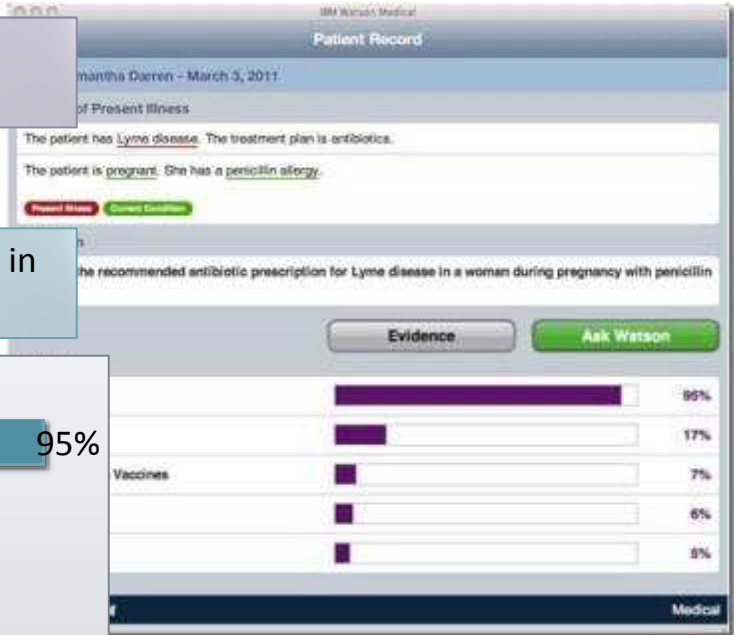 IBM Watson Medical
Patient Record
mantha Darren - March 3, 2011
of Present Illness
The patient has Lyme disease. The treatment plan is antibiotics.
The patient is pregnant. She has a penicillin allergy.
Present Illness Current Condition
n
in
he recommended antibiotic prescription for Lyme disease in a woman during pregnancy with penicillin
Evidence Ask Watson
95%
95%
17%
Vaccines 7%
6%
5%
Medical